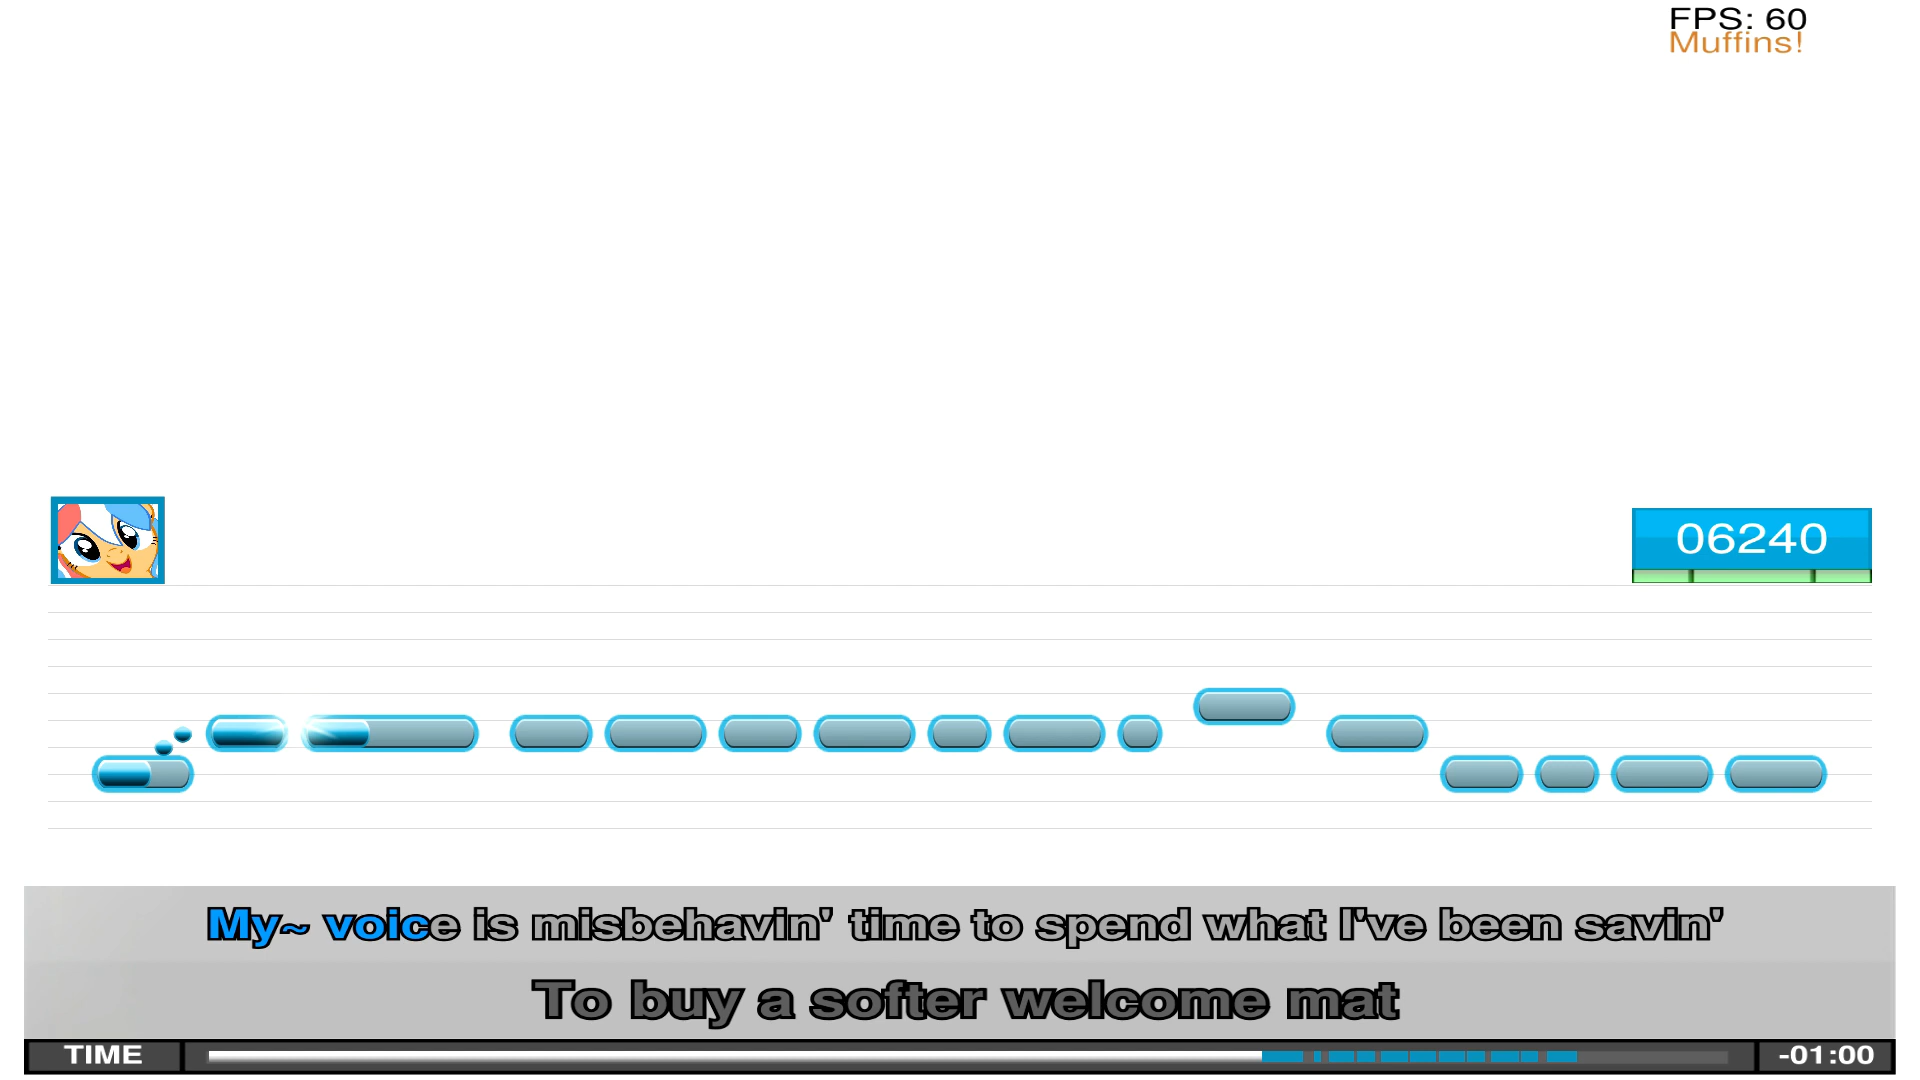 FPS: 60
Muffins!
06240
My~ voice is misbehavin' time to spend what I've been savin'
To buy a softer welcome mat
TIME
-01:00